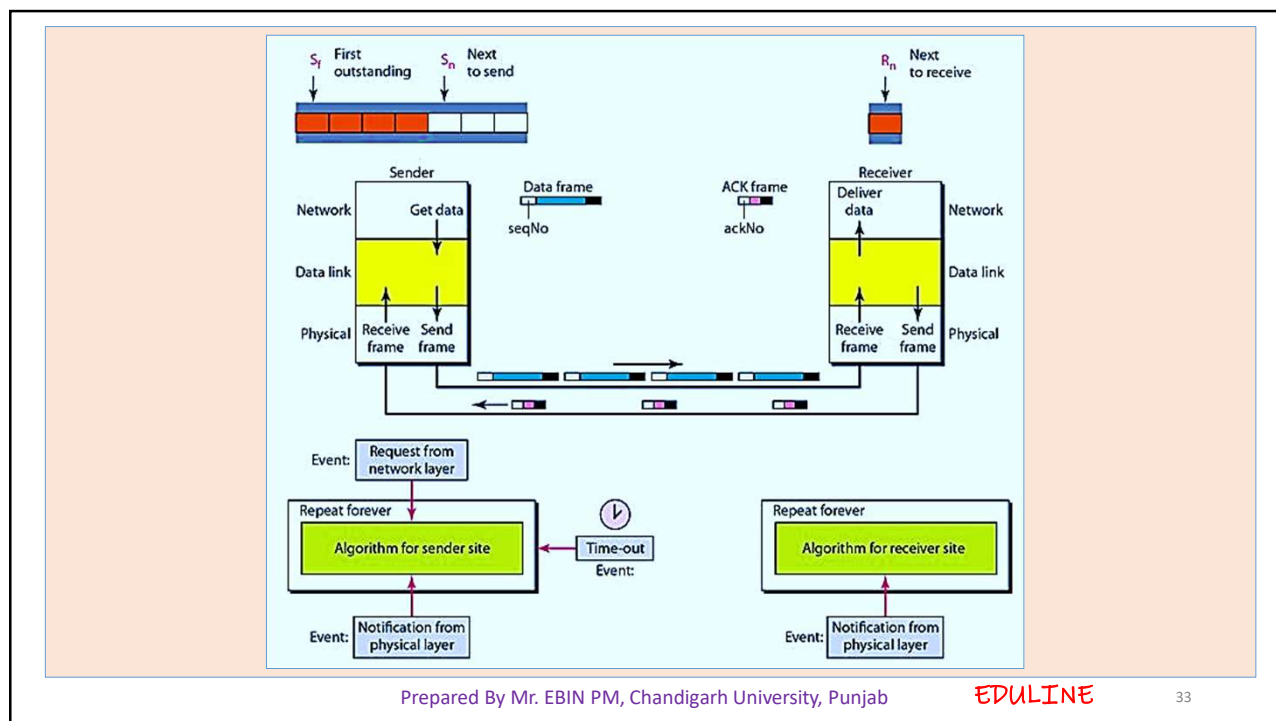 Sf First outstanding
Sn Next to send
Rn Next to receive
Sender
Receiver
Data frame
seqNo
ACK frame
ackNo
Network
Get data
Deliver data
Network
Data link
Data link
Physical
Receive frame
Send frame
Receive frame
Send frame
Physical
Event:
Request from network layer
Repeat forever
Algorithm for sender site
Time-out
Event:
Repeat forever
Algorithm for receiver site
Event:
Notification from physical layer
Event:
Notification from physical layer
Prepared By Mr. EBIN PM, Chandigarh University, Punjab
EDULINE
33